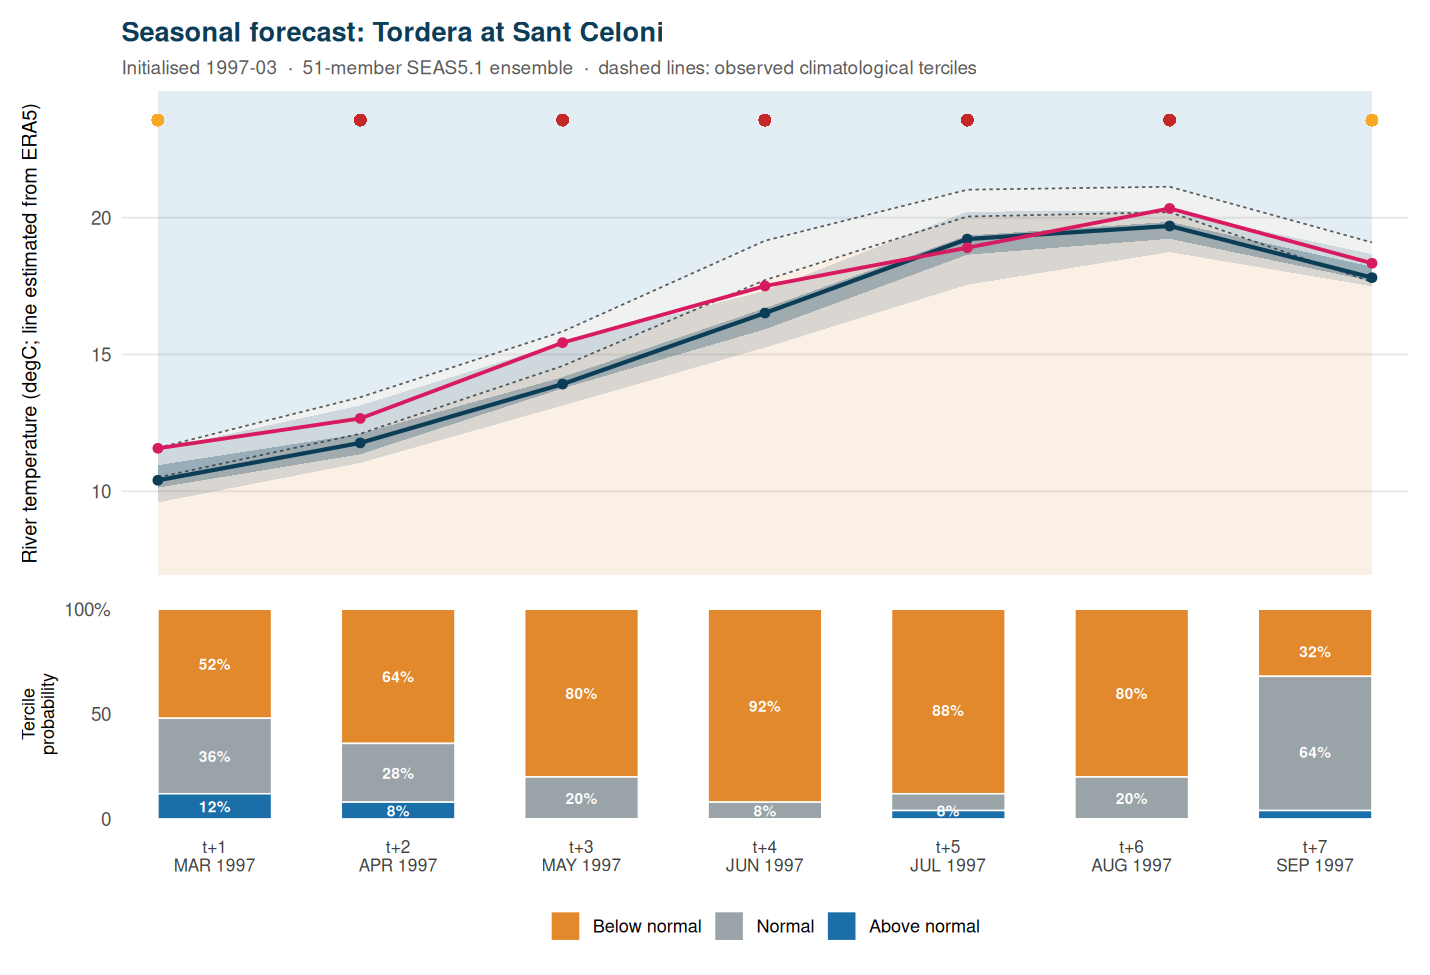 Seasonal forecast: Tordera at Sant Celoni
Initialised 1997-03 · 51-member SEAS5.1 ensemble · dashed lines: observed climatological terciles
River temperature (degC; line estimated from ERA5)
20
15
10
Tercile
probability
100%
50
0
52%
36%
12%
64%
28%
8%
80%
20%
92%
8%
88%
8%
80%
20%
32%
64%
t+1
MAR 1997
t+2
APR 1997
t+3
MAY 1997
t+4
JUN 1997
t+5
JUL 1997
t+6
AUG 1997
t+7
SEP 1997
Below normal
Normal
Above normal